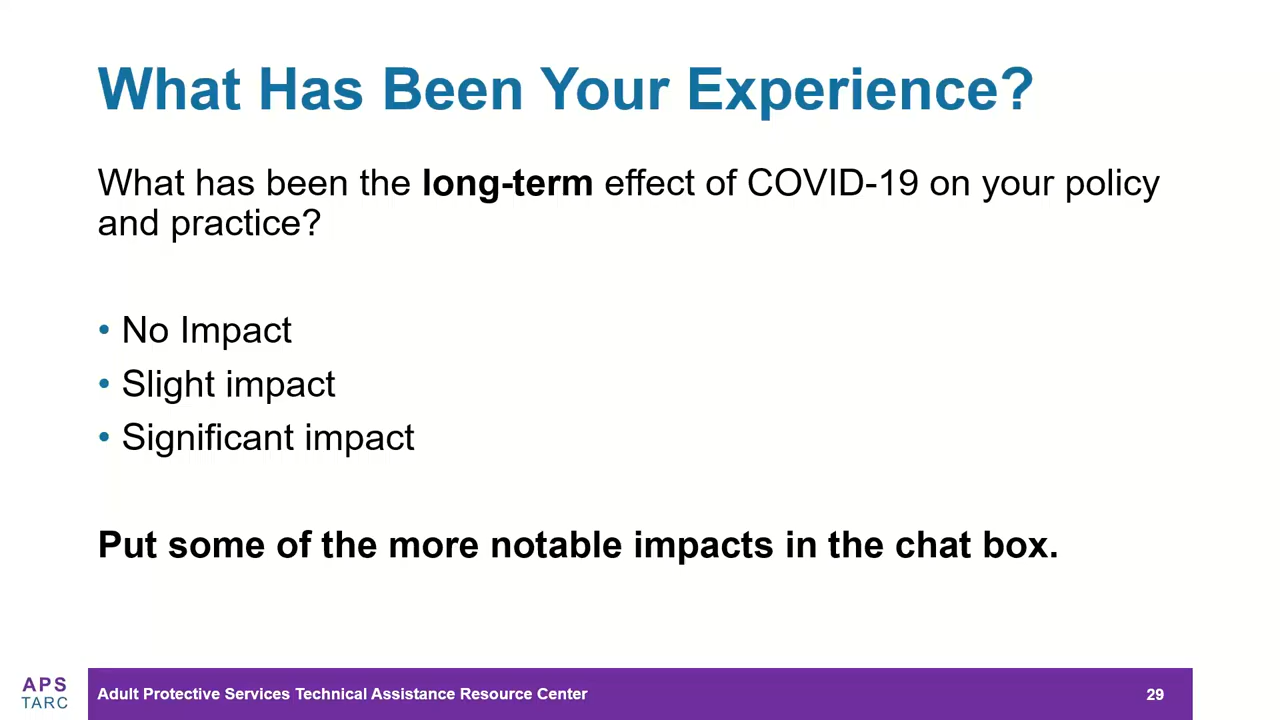 What Has Been Your Experience?
What has been the long-term effect of COVID-19 on your policy
and practice?
• No Impact
• Slight impact
• Significant impact
Put some of the more notable impacts in the chat box.
APS
TARC
Adult Protective Services Technical Assistance Resource Center
29